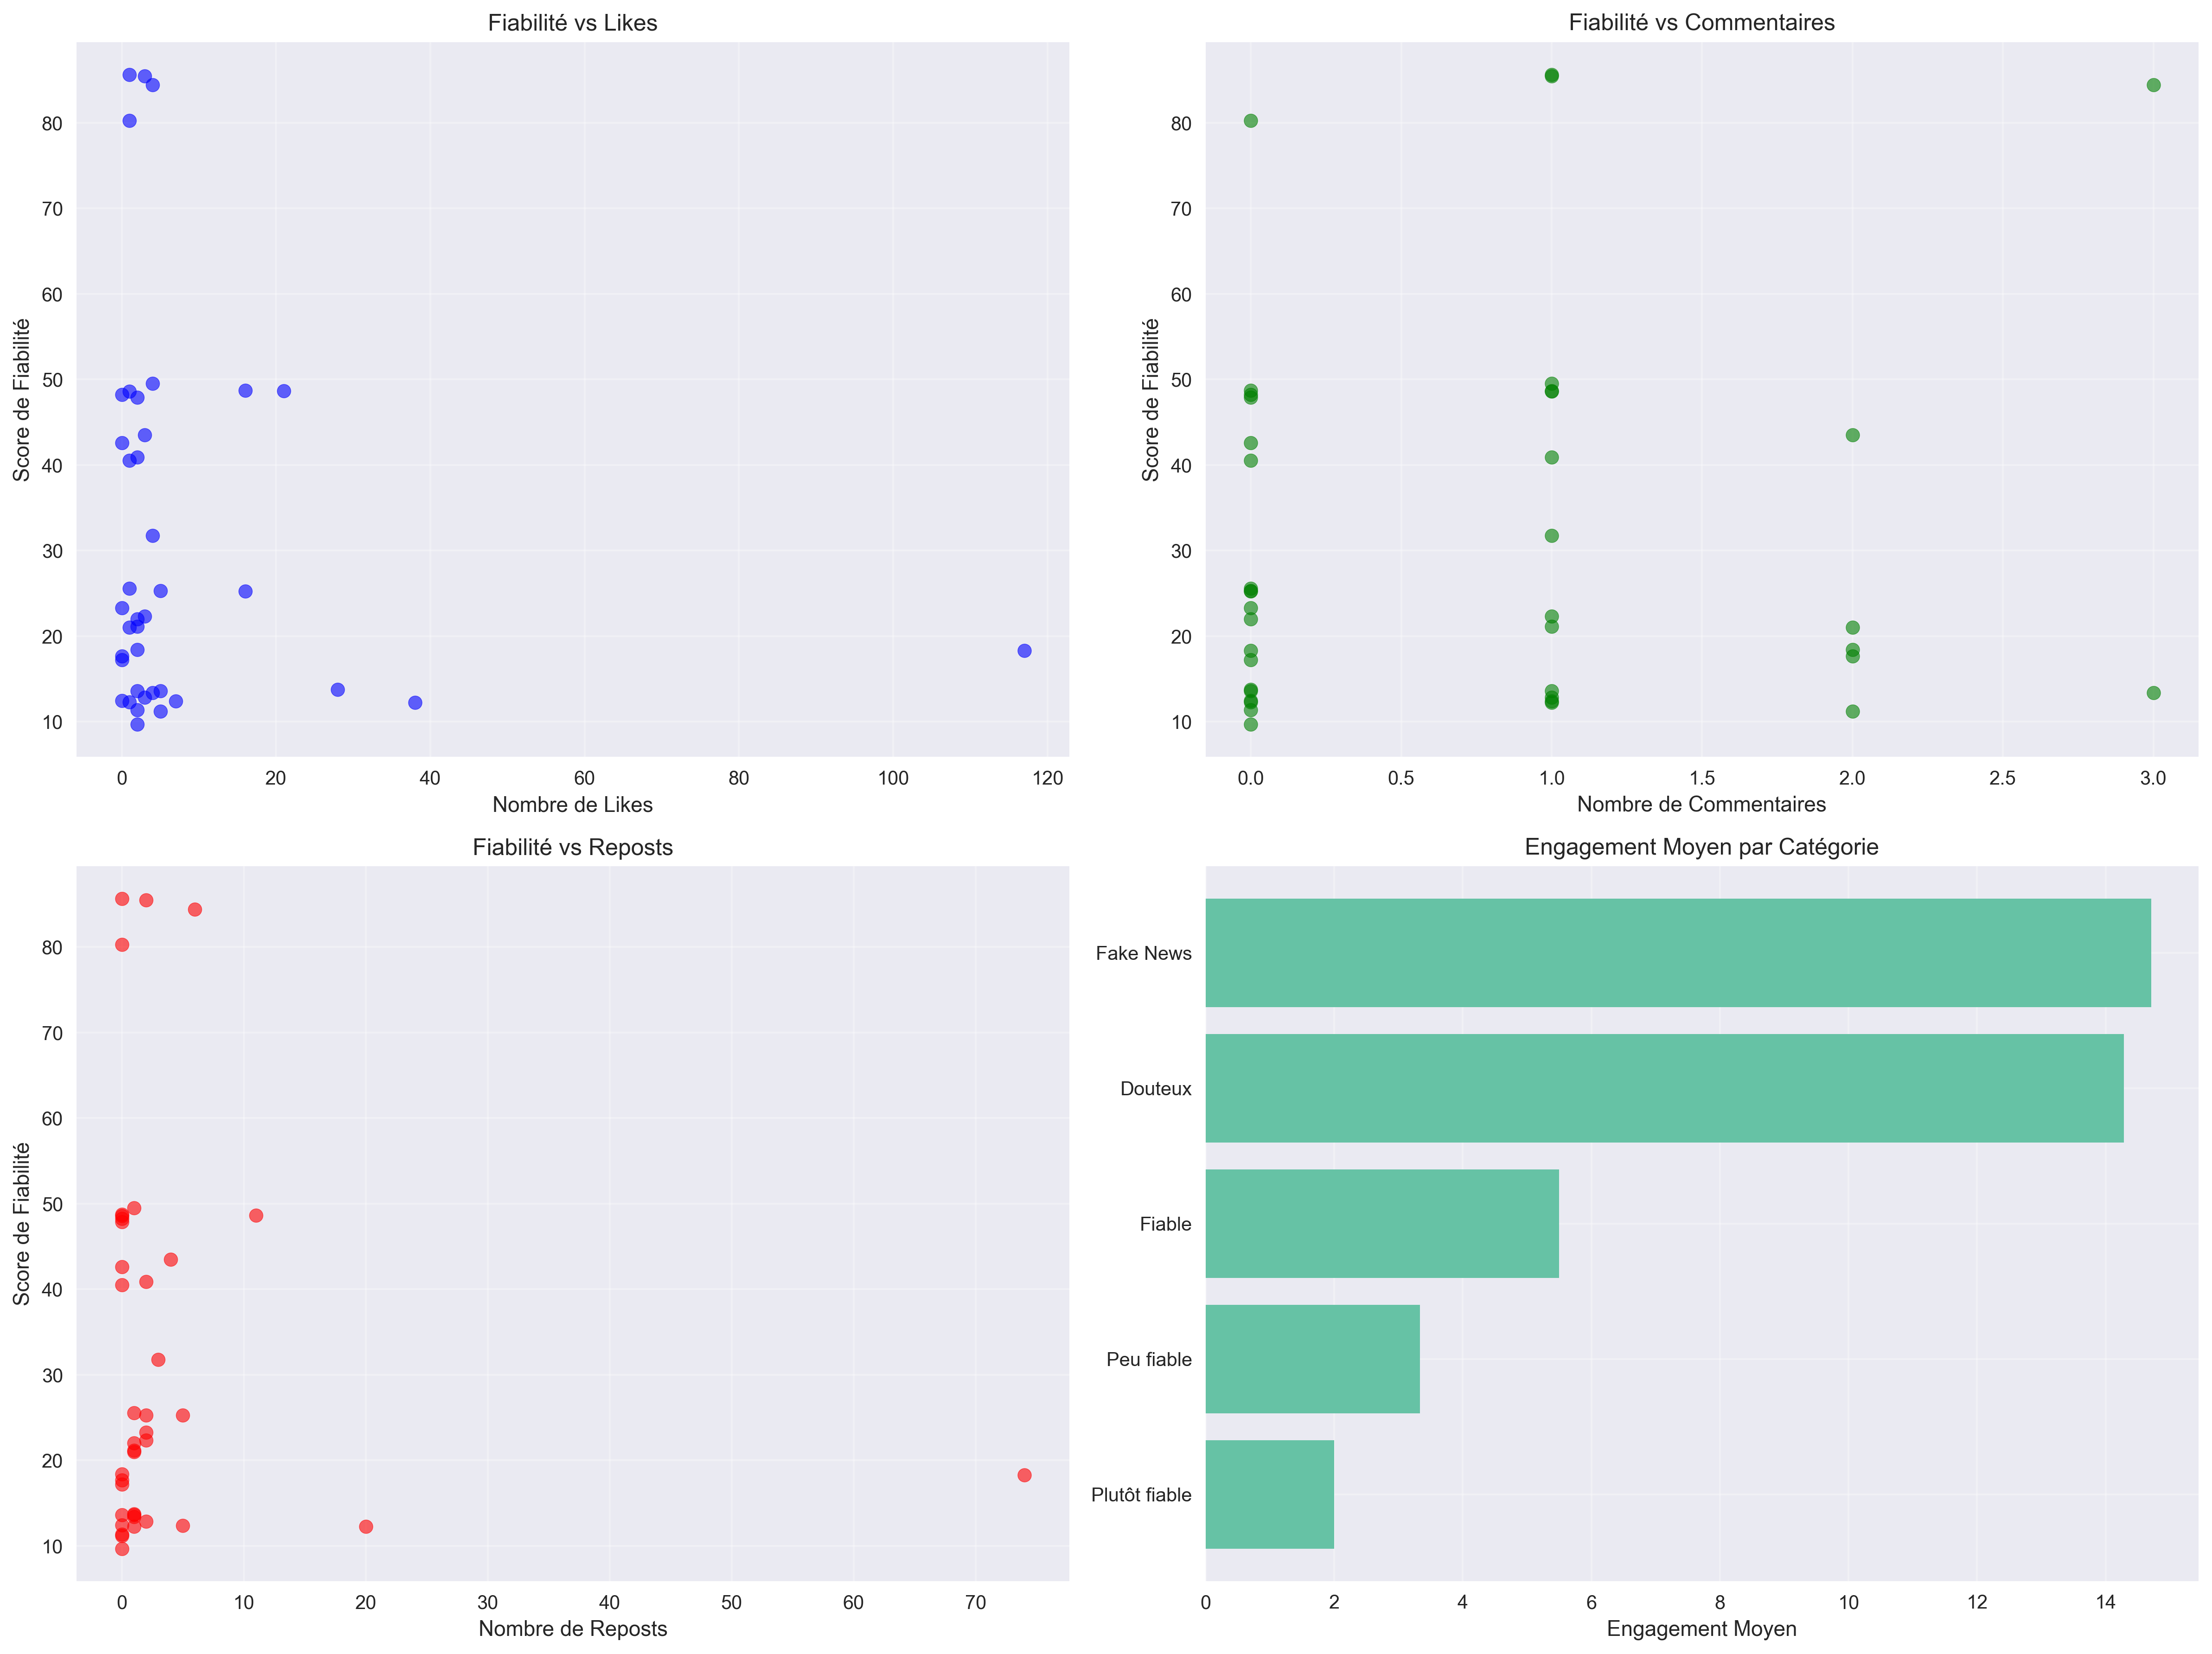 Fiabilité vs Likes
Score de Fiabilité
80
70
60
50
40
30
20
10
0 20 40 60 80 100 120
Nombre de Likes
Fiabilité vs Commentaires
Score de Fiabilité
80
70
60
50
40
30
20
10
0.0 0.5 1.0 1.5 2.0 2.5 3.0
Nombre de Commentaires
Fiabilité vs Reposts
Score de Fiabilité
80
70
60
50
40
30
20
10
0 10 20 30 40 50 60 70
Nombre de Reposts
Engagement Moyen par Catégorie
Fake News
Douteux
Fiable
Peu fiable
Plutôt fiable
0 2 4 6 8 10 12 14
Engagement Moyen